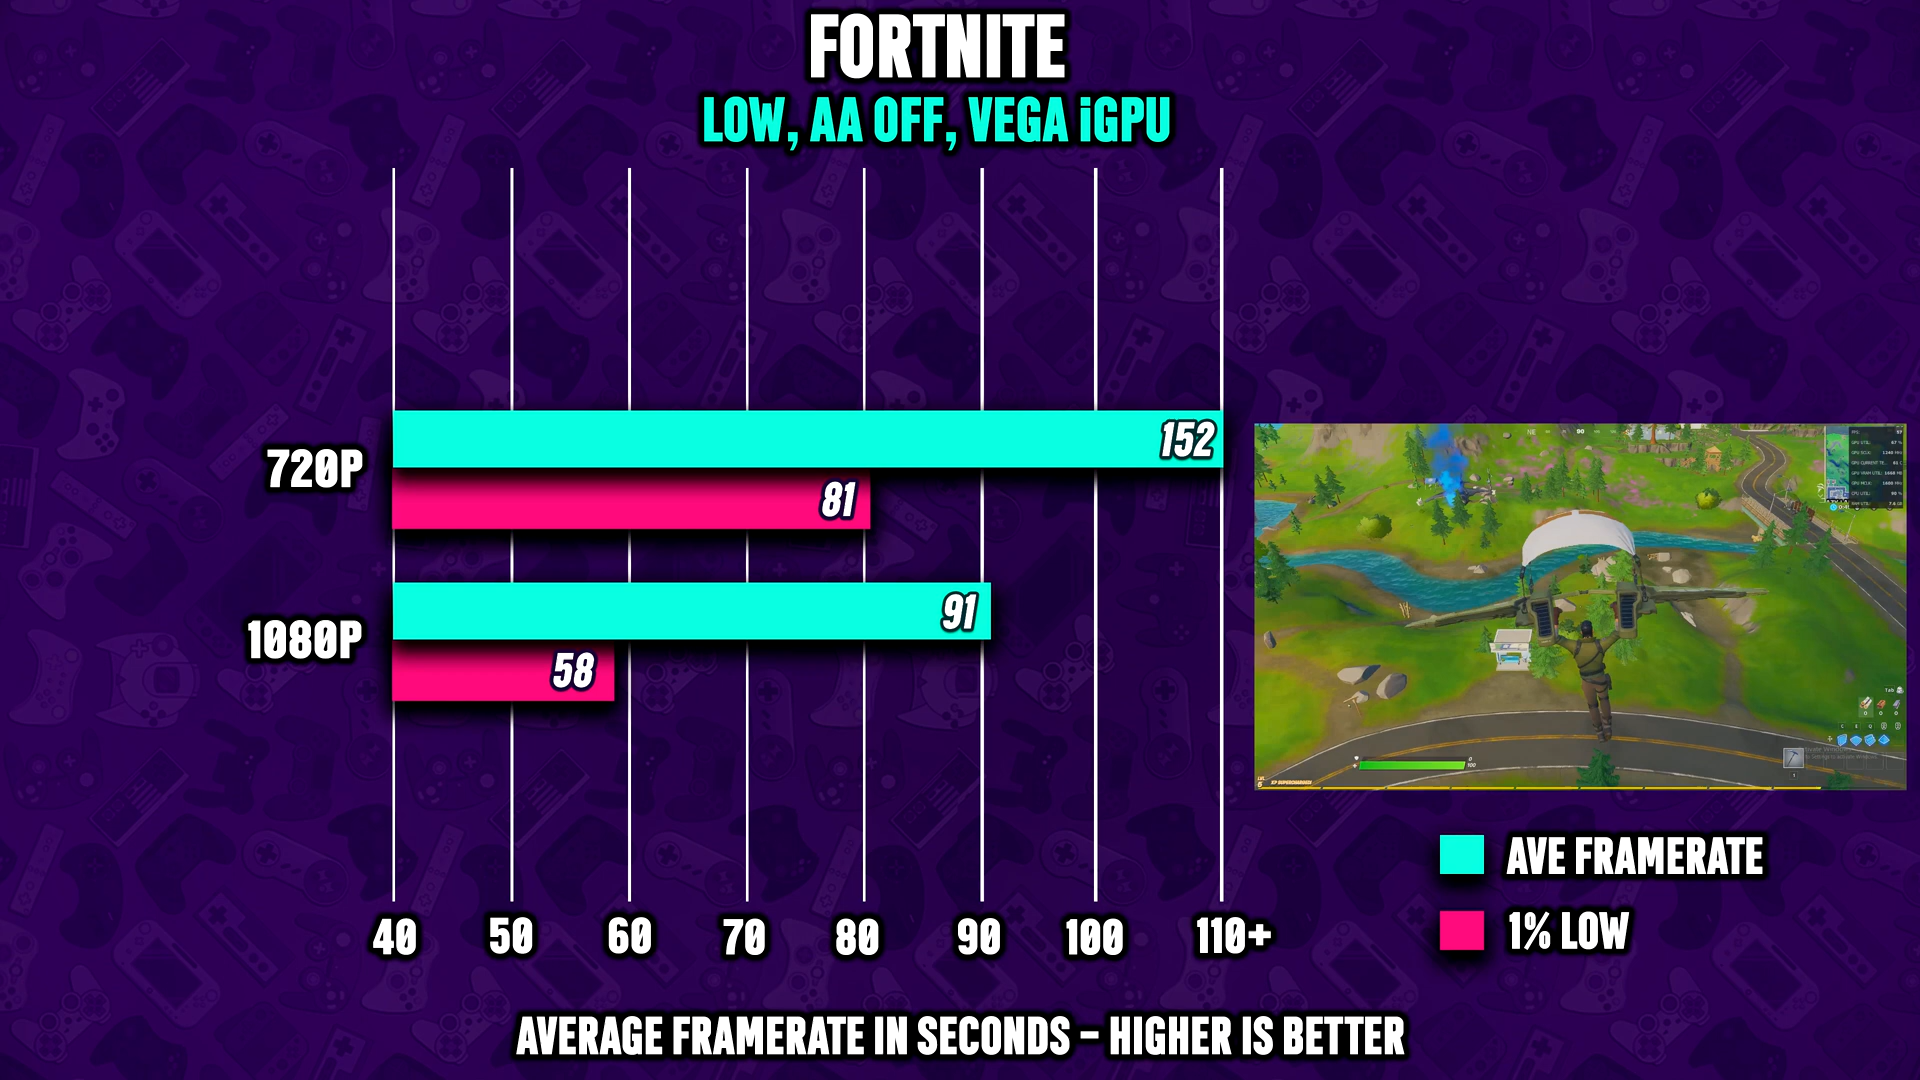 FORTNITE
LOW, AA OFF, VEGA iGPU
152
720P
81
91
1080P
58
40 50 60 70 80 90 100 110+
AVE FRAMERATE
1% LOW
AVERAGE FRAMERATE IN SECONDS – HIGHER IS BETTER